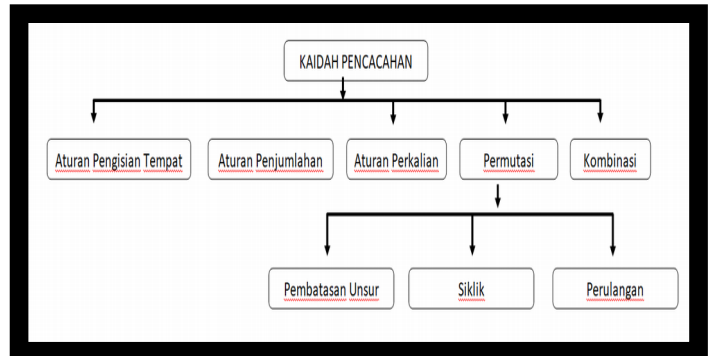 KAIDAH PENCACAHAN
Aturan Pengisian Tempat
Aturan Penjumlahan
Aturan Perkalian
Permutasi
Kombinasi
Pembatasan Unsur
Siklik
Perulangan